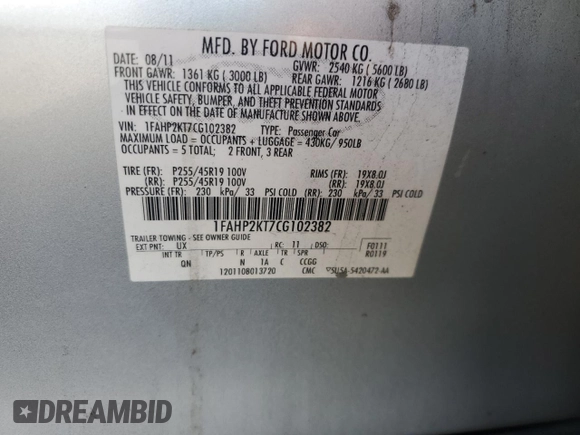 MFD. BY FORD MOTOR CO.
DATE: 08/11 GVWR: 2540 KG ( 5600 LB)
FRONT GAWR: 1361 KG ( 3000 LB) REAR GAWR: 1216 KG ( 2680 LB)
THIS VEHICLE CONFORMS TO ALL APPLICABLE FEDERAL MOTOR
VEHICLE SAFETY, BUMPER, AND THEFT PREVENTION STANDARDS
IN EFFECT ON THE DATE OF MANUFACTURE SHOWN ABOVE.
VIN: 1FAHP2KT7CG102382 TYPE: Passenger Car
MAXIMUM LOAD = OCCUPANTS + LUGGAGE = 430KG/ 950LB
OCCUPANTS = 5 TOTAL; 2 FRONT, 3 REAR
TIRE (FR): P255/45R19 100V RIMS (FR): 19X8.0J
(RR): P255/45R19 100V (RR): 19X8.0J
PRESSURE (FR): 230 kPa/ 33 PSI COLD (RR): 230 kPa/ 33 PSI COLD
1FAHP2KT7CG102382
TRAILER TOWING - SEE OWNER GUIDE
EXT PNT: UX RC: 11 DSO: F0111
R0119
INT TR TP/PS R AXLE TR SPR
QN N 1A C CCGG
1201108013720 CMC 5U5A-5420472-AA
DREAMBID